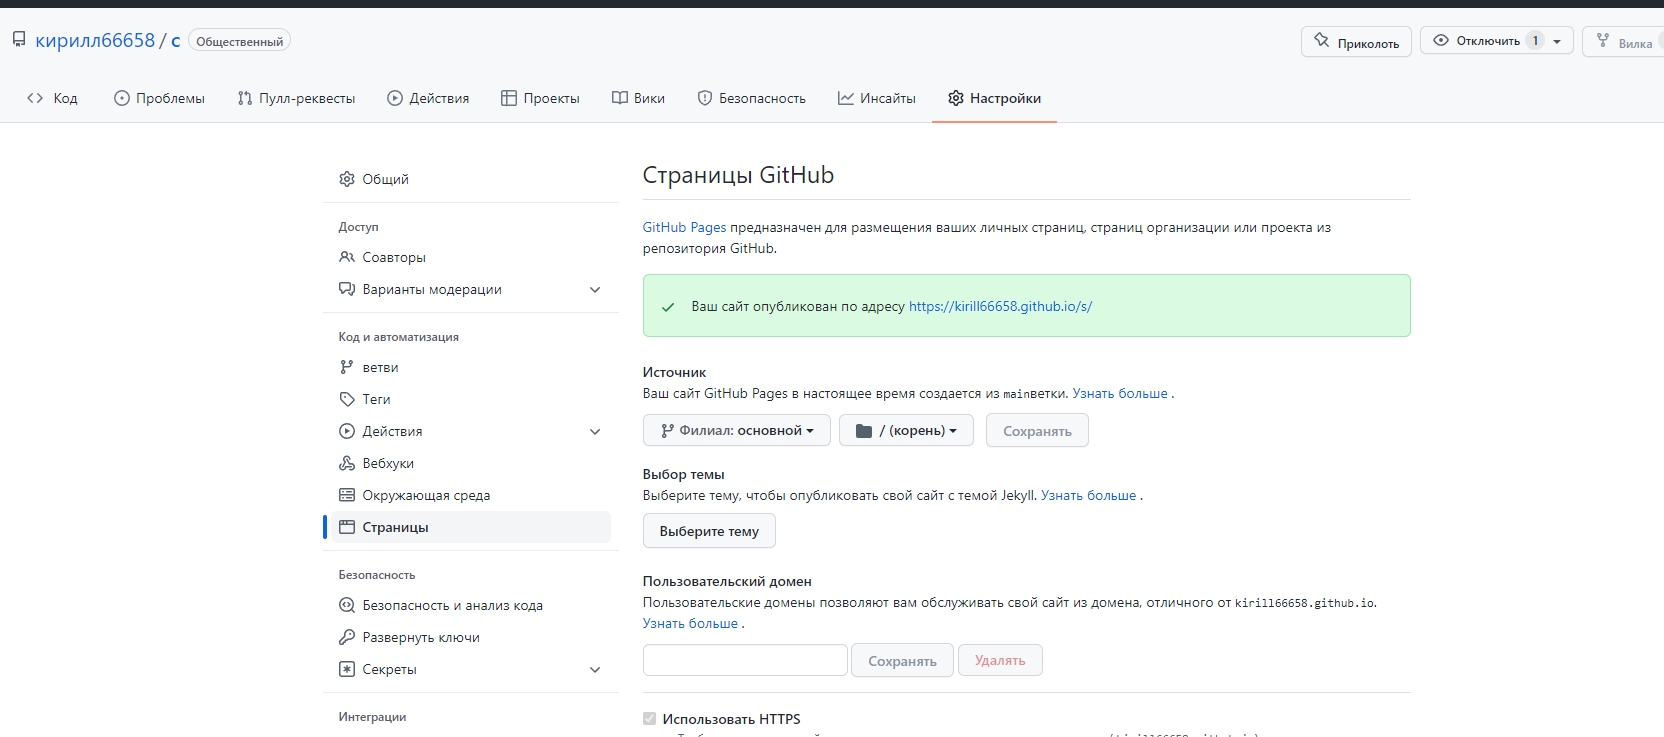 кирилл66658 / с Общественный
Приколоть
Отключить 1
Вилка
Код
Проблемы
Пулл-реквесты
Действия
Проекты
Вики
Безопасность
Инсайты
Настройки
Общий
Доступ
Соавторы
Варианты модерации
Код и автоматизация
ветви
Теги
Действия
Вебхуки
Окружающая среда
Страницы
Безопасность
Безопасность и анализ кода
Развернуть ключи
Секреты
Интеграции
Страницы GitHub
GitHub Pages предназначен для размещения ваших личных страниц, страниц организации или проекта из
репозитория GitHub.
Ваш сайт опубликован по адресу https://kirill66658.github.io/s/
Источник
Ваш сайт GitHub Pages в настоящее время создается из mainветки. Узнать больше .
Филиал: основной
/ (корень)
Сохранять
Выбор темы
Выберите тему, чтобы опубликовать свой сайт с темой Jekyll. Узнать больше .
Выберите тему
Пользовательский домен
Пользовательские домены позволяют вам обслуживать свой сайт из домена, отличного от kirill66658.github.io.
Узнать больше .
Сохранять
Удалять
Использовать HTTPS